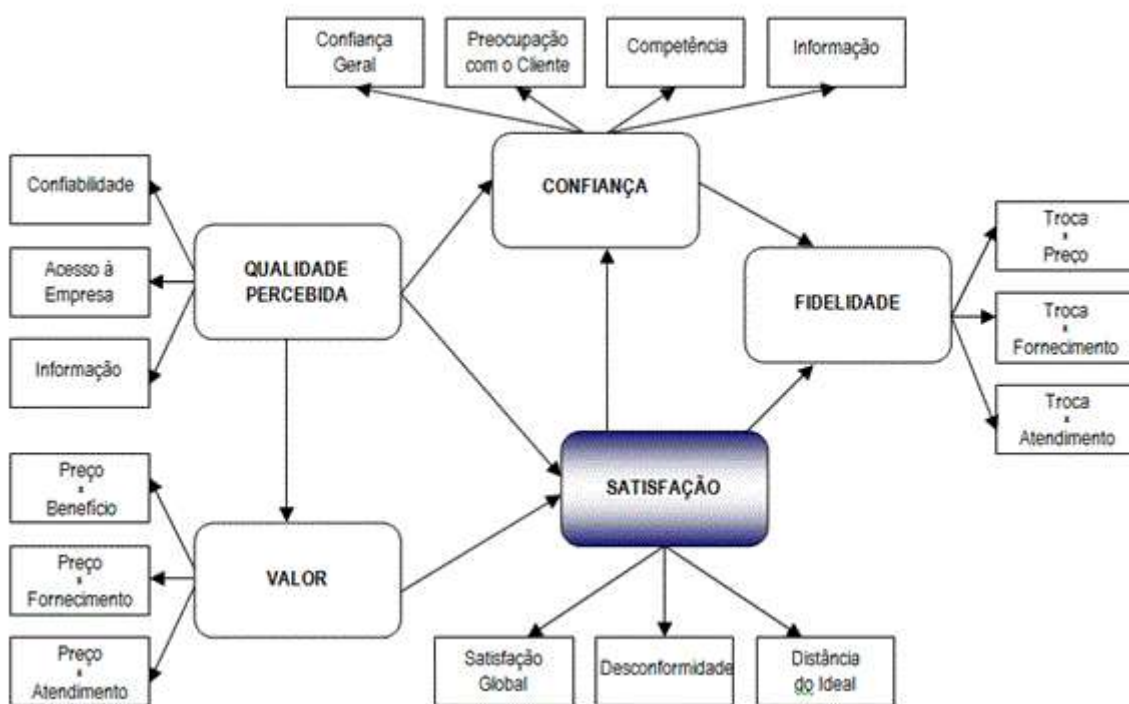 Confiança
Geral
Preocupação
com o Cliente
Competência
Informação
CONFIANÇA
Confiabilidade
Acesso à
Empresa
Informação
QUALIDADE
PERCEBIDA
FIDELIDADE
Troca
x
Preço
Troca
x
Fornecimento
Troca
x
Atendimento
Preço
x
Benefício
Preço
x
Fornecimento
Preço
x
Atendimento
VALOR
SATISFAÇÃO
Satisfação
Global
Desconformidade
Distância
do Ideal